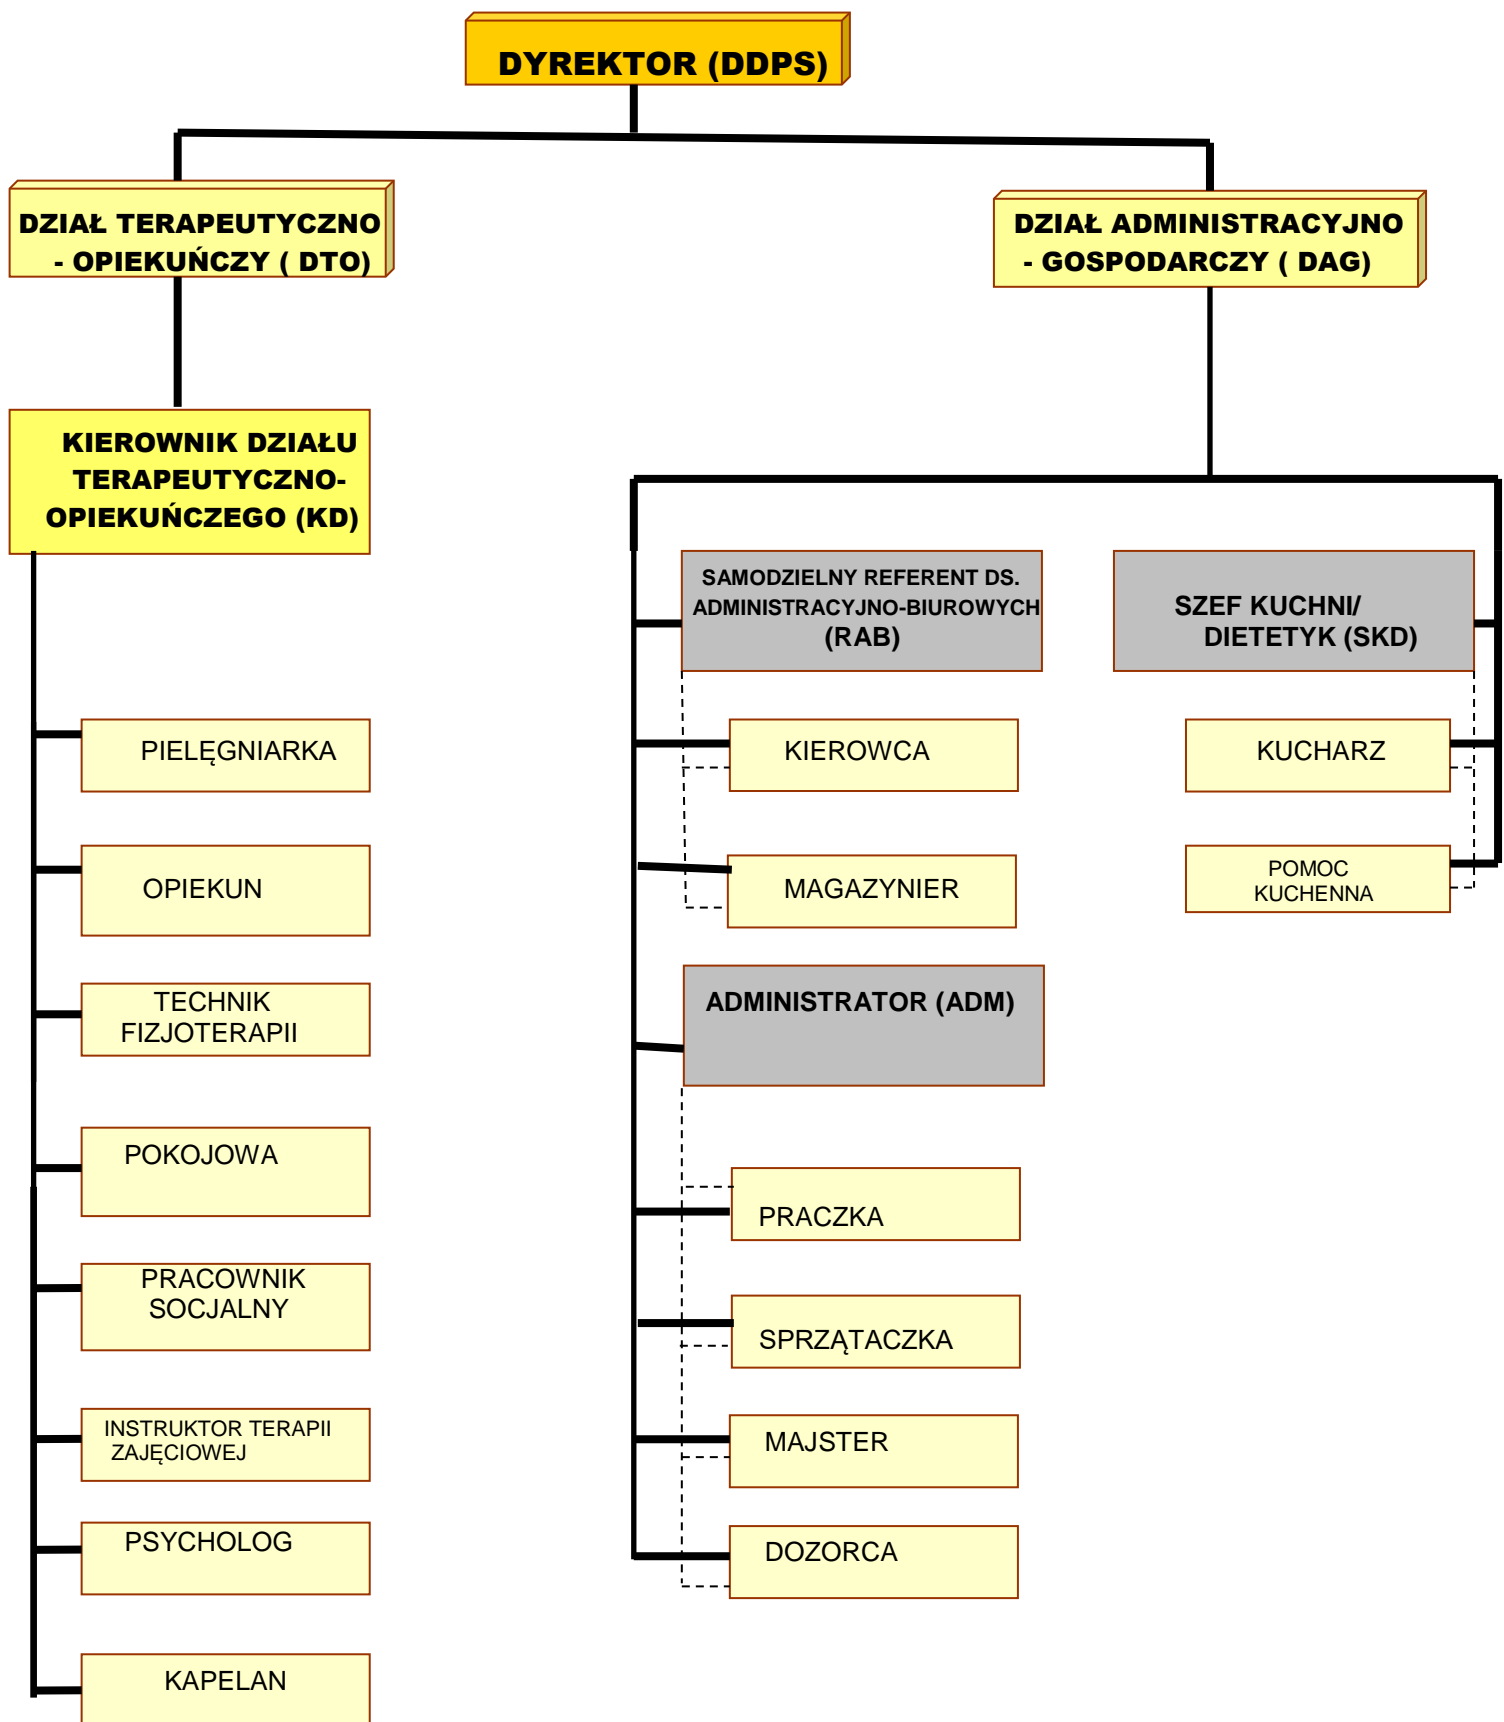 DYREKTOR (DDPS)
DZIAŁ TERAPEUTYCZNO
- OPIEKUŃCZY ( DTO)
DZIAŁ ADMINISTRACYJNO
- GOSPODARCZY ( DAG)
KIEROWNIK DZIAŁU
TERAPEUTYCZNO-
OPIEKUŃCZEGO (KD)
PIELĘGNIARKA
OPIEKUN
TECHNIK
FIZJOTERAPII
POKOJOWA
PRACOWNIK
SOCJALNY
INSTRUKTOR TERAPII
ZAJĘCIOWEJ
PSYCHOLOG
KAPELAN
SAMODZIELNY REFERENT DS.
ADMINISTRACYJNO-BIUROWYCH
(RAB)
KIEROWCA
MAGAZYNIER
ADMINISTRATOR (ADM)
PRACZKA
SPRZĄTACZKA
MAJSTER
DOZORCA
SZEF KUCHNI/
DIETETYK (SKD)
KUCHARZ
POMOC
KUCHENNA